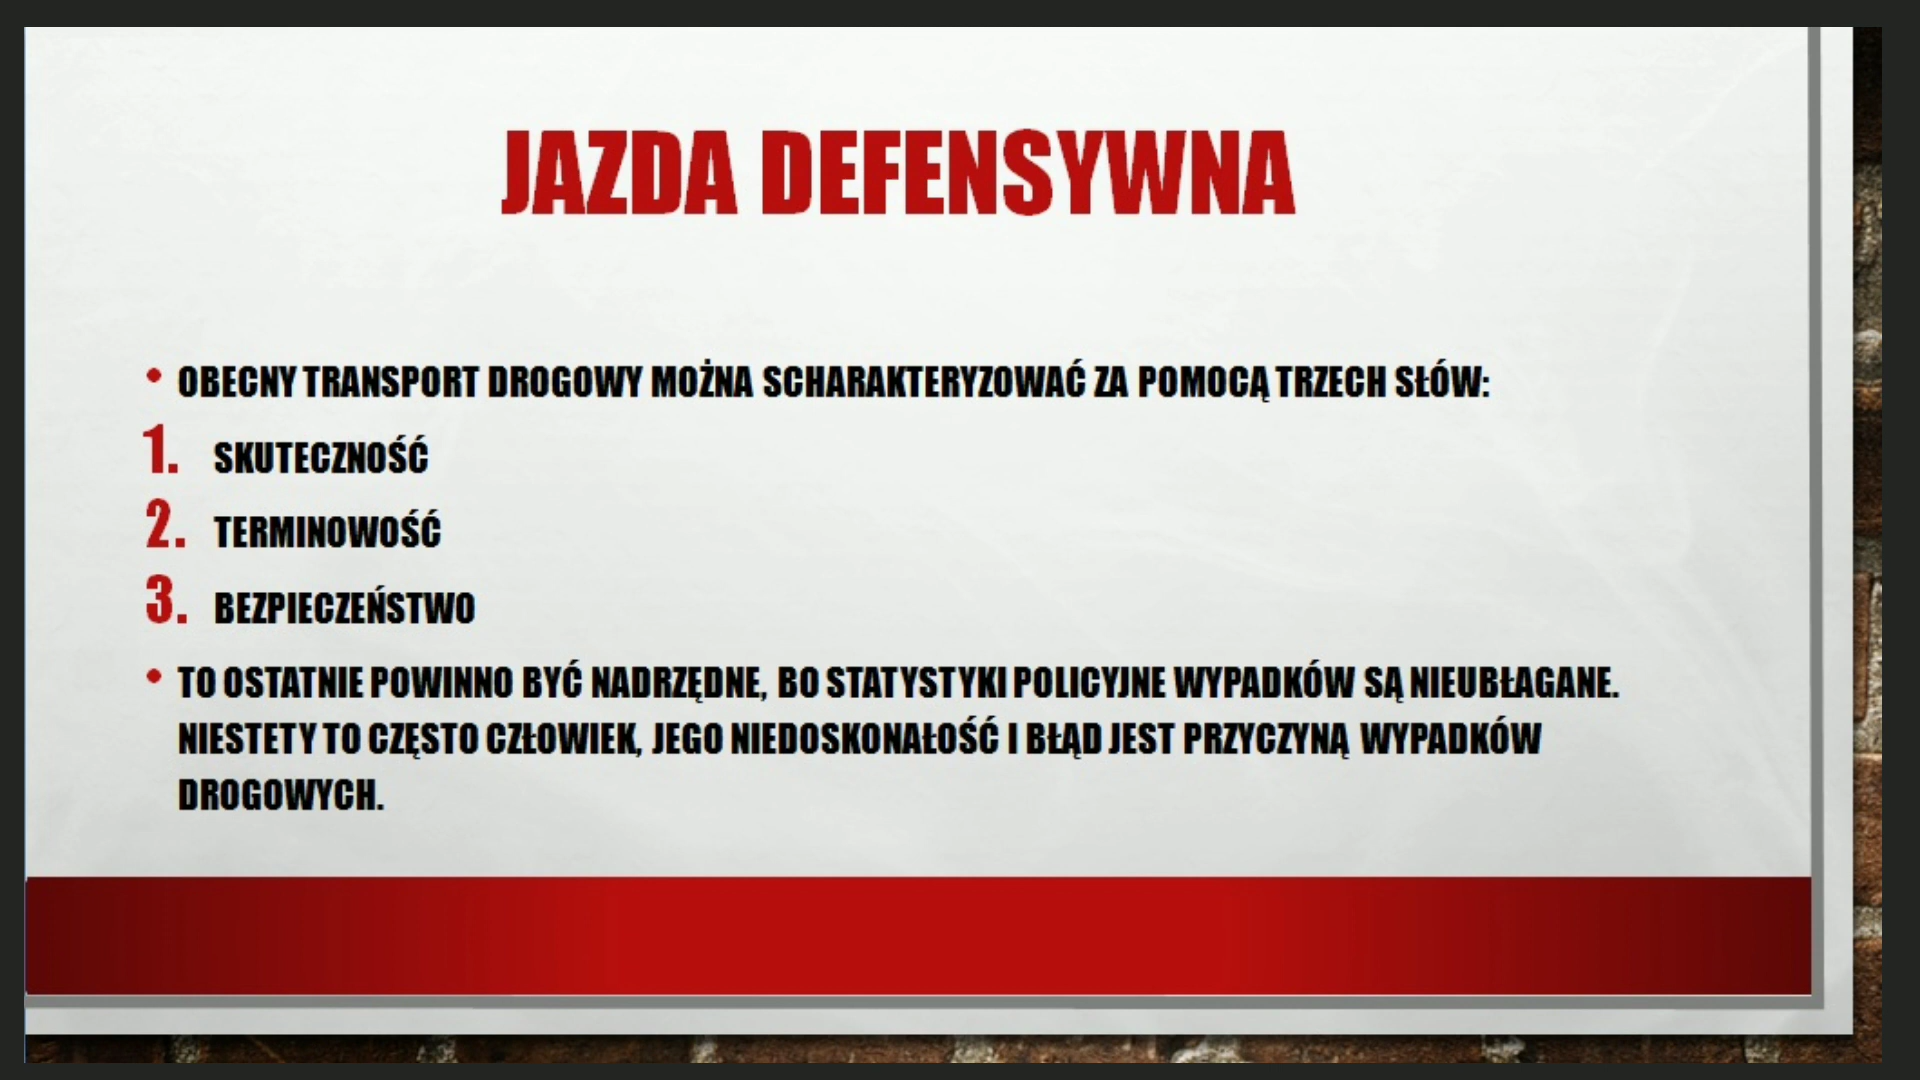 JAZDA DEFENSYWNA
• OBECNY TRANSPORT DROGOWY MOŻNA SCHARAKTERYZOWAĆ ZA POMOCĄ TRZECH SŁÓW:
1. SKUTECZNOŚĆ
2. TERMINOWOŚĆ
3. BEZPIECZEŃSTWO
• TO OSTATNIE POWINNO BYĆ NADRZĘDNE, BO STATYSTYKI POLICYJNE WYPADKÓW SĄ NIEUBŁAGANE.
NIESTETY TO CZĘSTO CZŁOWIEK, JEGO NIEDOSKONAŁOŚĆ I BŁĄD JEST PRZYCZYNĄ WYPADKÓW
DROGOWYCH.